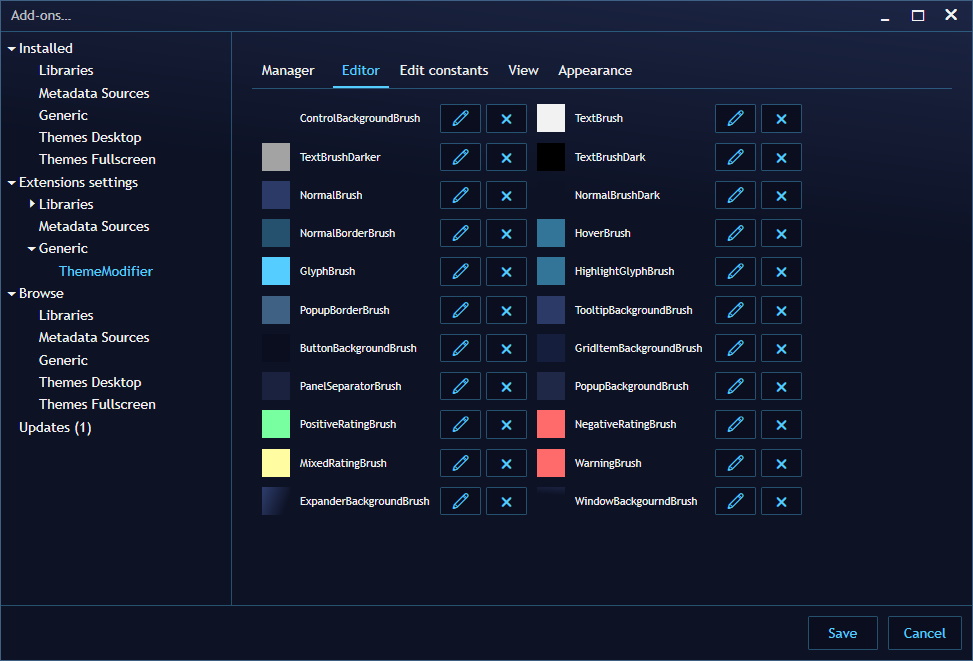 Add-ons...
Installed
Libraries
Metadata Sources
Generic
Themes Desktop
Themes Fullscreen
Extensions settings
Libraries
Metadata Sources
Generic
ThemeModifier
Browse
Libraries
Metadata Sources
Generic
Themes Desktop
Themes Fullscreen
Updates (1)
Manager Editor Edit constants View Appearance
ControlBackgroundBrush TextBrush
TextBrushDarker TextBrushDark
NormalBrush NormalBrushDark
NormalBorderBrush HoverBrush
GlyphBrush HighlightGlyphBrush
PopupBorderBrush TooltipBackgroundBrush
ButtonBackgroundBrush GridItemBackgroundBrush
PanelSeparatorBrush PopupBackgroundBrush
PositiveRatingBrush NegativeRatingBrush
MixedRatingBrush WarningBrush
ExpanderBackgroundBrush WindowBackgourndBrush
Save Cancel